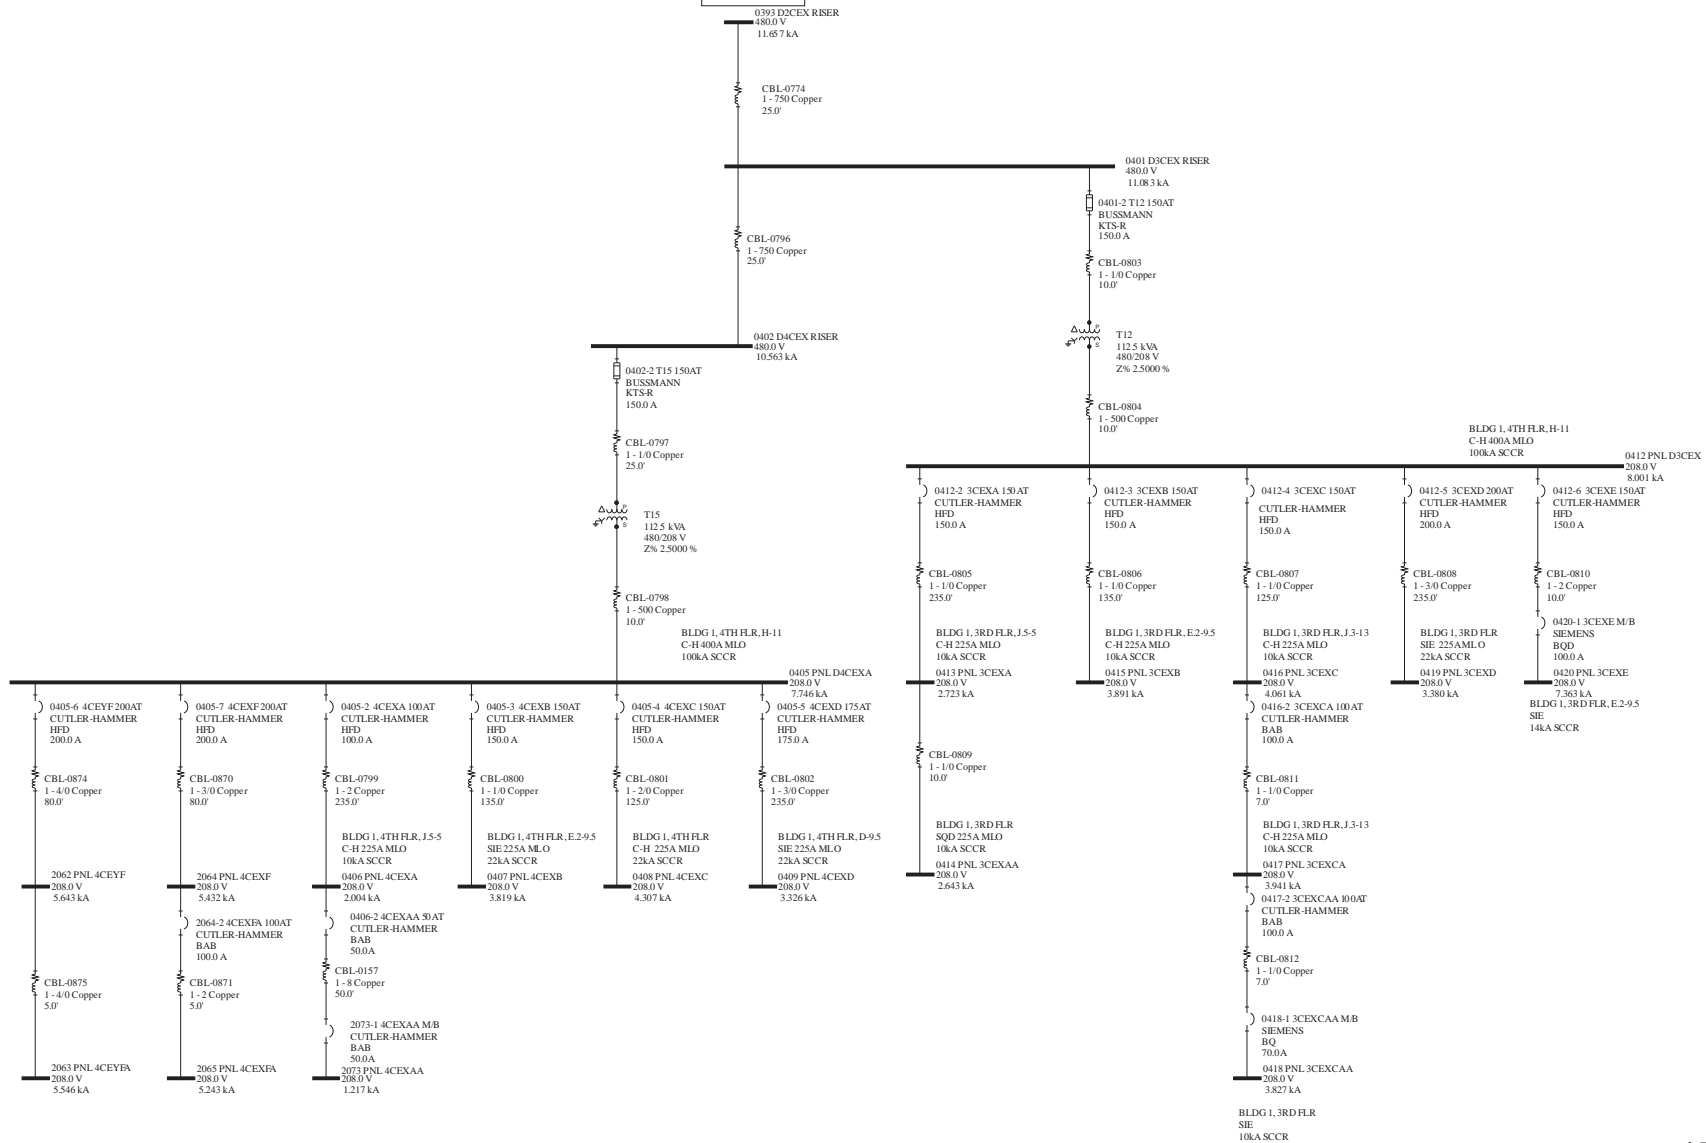 0393 D2CEX RISER
480.0 V
11.657 kA
CBL-0774
1 - 750 Copper
25.0'
0401 D3CEX RISER
480.0 V
11.083 kA
0401-2 T12 150AT
BUSSMANN
KTS-R
150.0 A
CBL-0796
1 - 750 Copper
25.0'
CBL-0803
1 - 1/0 Copper
10.0'
P
S
T12
112.5 kVA
480/208 V
Z% 2.5000 %
0402 D4CEX RISER
480.0 V
10.563 kA
0402-2 T15 150AT
BUSSMANN
KTS-R
150.0 A
CBL-0804
1 - 500 Copper
10.0'
CBL-0797
1 - 1/0 Copper
25.0'
BLDG 1, 4TH FLR, H-11
C-H 400A MLO
100kA SCCR
0412 PNL D3CEX
208.0 V
8.001 kA
P
S
T15
112.5 kVA
480/208 V
Z% 2.5000 %
0412-2 3CEXA 150AT
CUTLER-HAMMER
HFD
150.0 A
0412-3 3CEXB 150AT
CUTLER-HAMMER
HFD
150.0 A
0412-4 3CEXC 150AT
CUTLER-HAMMER
HFD
150.0 A
0412-5 3CEXD 200AT
CUTLER-HAMMER
HFD
200.0 A
0412-6 3CEXE 150AT
CUTLER-HAMMER
HFD
150.0 A
CBL-0798
1 - 500 Copper
10.0'
CBL-0805
1 - 1/0 Copper
235.0'
CBL-0806
1 - 1/0 Copper
135.0'
CBL-0807
1 - 1/0 Copper
125.0'
CBL-0808
1 - 3/0 Copper
235.0'
CBL-0810
1 - 2 Copper
10.0'
0420-1 3CEXE M/B
SIEMENS
BQD
100.0 A
BLDG 1, 4TH FLR, H-11
C-H 400A MLO
100kA SCCR
BLDG 1, 3RD FLR, J.5-5
C-H 225A MLO
10kA SCCR
BLDG 1, 3RD FLR, E.2-9.5
C-H 225A MLO
10kA SCCR
BLDG 1, 3RD FLR, J.3-13
C-H 225A MLO
10kA SCCR
BLDG 1, 3RD FLR
SIE 225A MLO
22kA SCCR
0405 PNL D4CEXA
208.0 V
7.746 kA
0413 PNL 3CEXA
208.0 V
2.723 kA
0415 PNL 3CEXB
208.0 V
3.891 kA
0416 PNL 3CEXC
208.0 V
4.061 kA
0419 PNL 3CEXD
208.0 V
3.380 kA
0420 PNL 3CEXE
208.0 V
7.363 kA
BLDG 1, 3RD FLR, E.2-9.5
SIE
14kA SCCR
0405-6 4CEYF 200AT
CUTLER-HAMMER
HFD
200.0 A
0405-7 4CEXF 200AT
CUTLER-HAMMER
HFD
200.0 A
0405-2 4CEXA 100AT
CUTLER-HAMMER
HFD
100.0 A
0405-3 4CEXB 150AT
CUTLER-HAMMER
HFD
150.0 A
0405-4 4CEXC 150AT
CUTLER-HAMMER
HFD
150.0 A
0405-5 4CEXD 175AT
CUTLER-HAMMER
HFD
175.0 A
0416-2 3CEXCA 100AT
CUTLER-HAMMER
BAB
100.0 A
CBL-0809
1 - 1/0 Copper
10.0'
CBL-0874
1 - 4/0 Copper
80.0'
CBL-0870
1 - 3/0 Copper
80.0'
CBL-0799
1 - 2 Copper
235.0'
CBL-0800
1 - 1/0 Copper
135.0'
CBL-0801
1 - 2/0 Copper
125.0'
CBL-0802
1 - 3/0 Copper
235.0'
CBL-0811
1 - 1/0 Copper
7.0'
BLDG 1, 4TH FLR, J.5-5
C-H 225A MLO
10kA SCCR
BLDG 1, 4TH FLR, E.2-9.5
SIE 225A MLO
22kA SCCR
BLDG 1, 4TH FLR
C-H 225A MLO
22kA SCCR
BLDG 1, 4TH FLR, D-9.5
SIE 225A MLO
22kA SCCR
BLDG 1, 3RD FLR
SQD 225A MLO
10kA SCCR
BLDG 1, 3RD FLR, J.3-13
C-H 225A MLO
10kA SCCR
2062 PNL 4CEYF
208.0 V
5.643 kA
2064 PNL 4CEXF
208.0 V
5.432 kA
0406 PNL 4CEXA
208.0 V
2.004 kA
0407 PNL 4CEXB
208.0 V
3.819 kA
0408 PNL 4CEXC
208.0 V
4.307 kA
0409 PNL 4CEXD
208.0 V
3.326 kA
0414 PNL 3CEXAA
208.0 V
2.643 kA
0417 PNL 3CEXCA
208.0 V
3.941 kA
2064-2 4CEXFA 100AT
CUTLER-HAMMER
BAB
100.0 A
0406-2 4CEXAA 50AT
CUTLER-HAMMER
BAB
50.0 A
0417-2 3CEXCAA 100AT
CUTLER-HAMMER
BAB
100.0 A
CBL-0875
1 - 4/0 Copper
5.0'
CBL-0871
1 - 2 Copper
5.0'
CBL-0157
1 - 8 Copper
50.0'
CBL-0812
1 - 1/0 Copper
7.0'
2073-1 4CEXAA M/B
CUTLER-HAMMER
BAB
50.0 A
0418-1 3CEXCAA M/B
SIEMENS
BQ
70.0 A
2063 PNL 4CEYFA
208.0 V
5.546 kA
2065 PNL 4CEXFA
208.0 V
5.243 kA
2073 PNL 4CEXAA
208.0 V
1.217 kA
0418 PNL 3CEXCAA
208.0 V
3.827 kA
BLDG 1, 3RD FLR
SIE
10kA SCCR